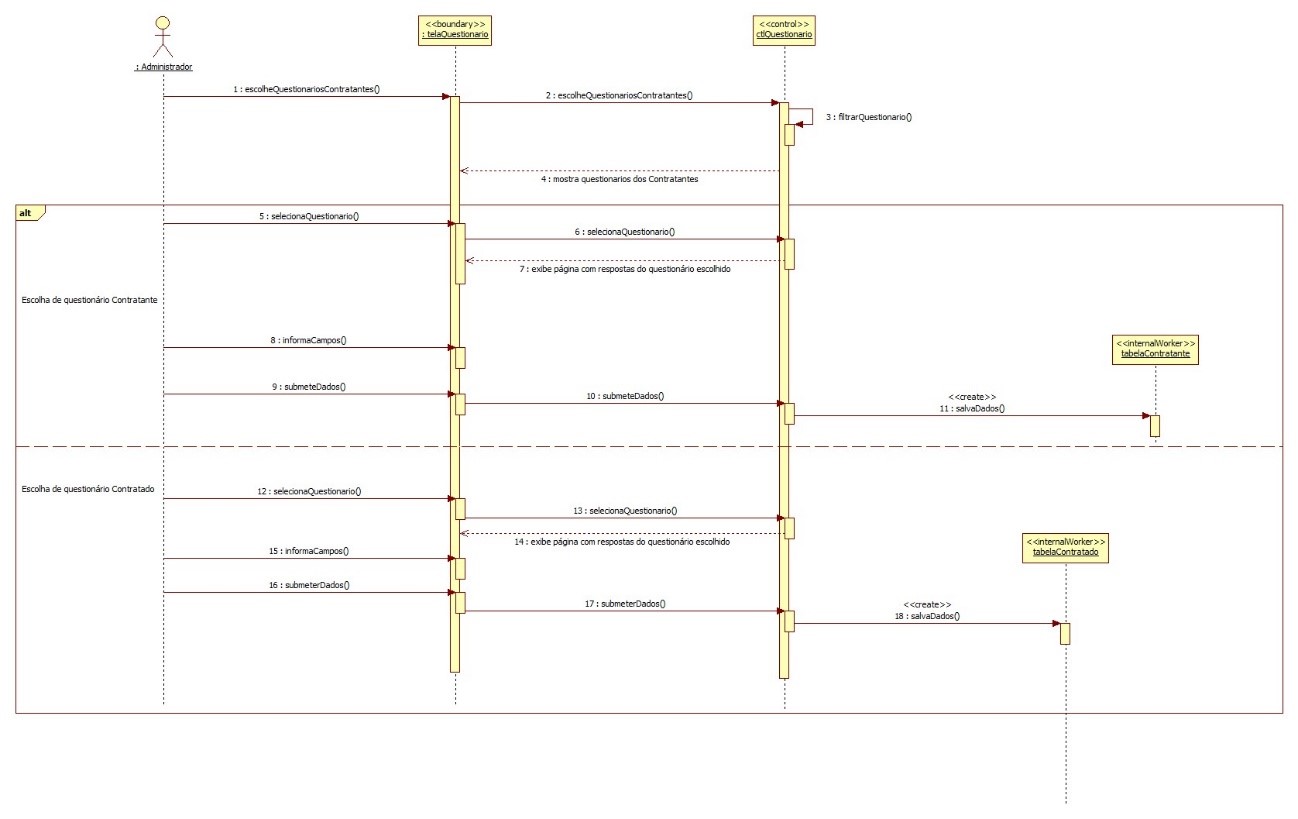 <<boundary>>
: telaQuestionario
<<control>>
ctlQuestionario
: Administrador
1 : escolheQuestionariosContratantes()
2 : escolheQuestionariosContratantes()
3 : filtrarQuestionario()
4 : mostra questionarios dos Contratantes
alt
5 : selecionaQuestionario()
6 : selecionaQuestionario()
7 : exibe página com respostas do questionário escolhido
Escolha de questionário Contratante
8 : informaCampos()
<<internalWorker>>
tabelaContratante
9 : submeteDados()
10 : submeteDados()
<<create>>
11 : salvaDados()
Escolha de questionário Contratado
12 : selecionaQuestionario()
13 : selecionaQuestionario()
14 : exibe página com respostas do questionário escolhido
<<internalWorker>>
tabelaContratado
15 : informaCampos()
16 : submeterDados()
17 : submeterDados()
<<create>>
18 : salvaDados()